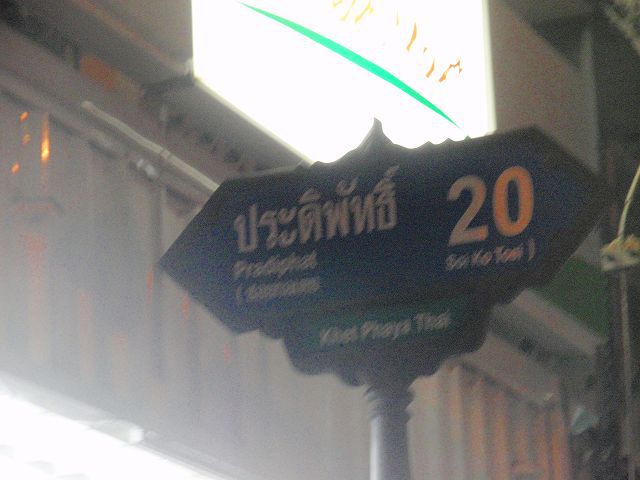 ประดิพัทธิ์ 20
Pradiphat
Soi Ko Toei )
Khet Phaya Thai